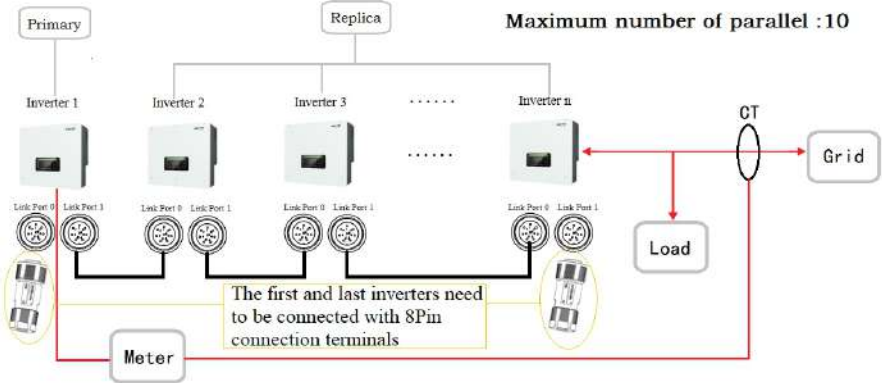 Primary
Replica
Maximum number of parallel :10
Inverter 1
Inverter 2
Inverter 3
······
Inverter n
······
CT
Grid
Load
Link Port 0
Link Port 1
Link Port 0
Link Port 1
Link Port 0
Link Port 1
Link Port 0
Link Port 1
The first and last inverters need
to be connected with 8Pin
connection terminals
Meter